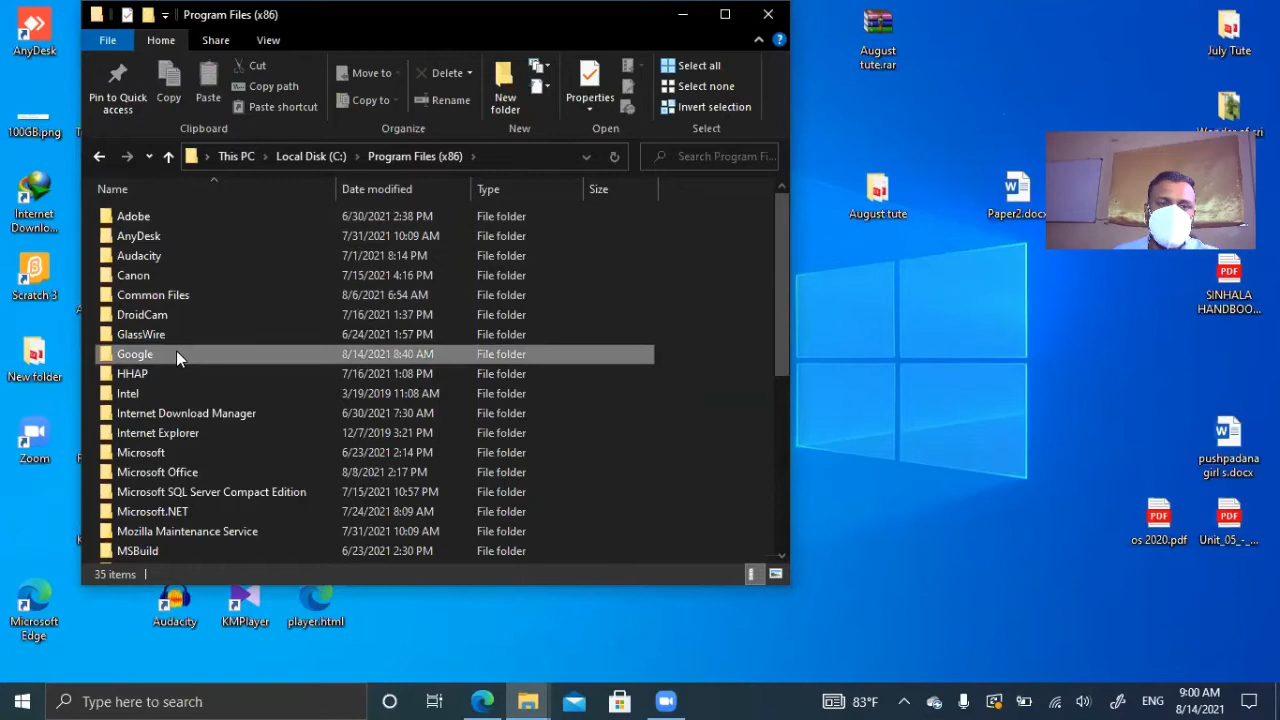 Program Files (x86)
File
Home
Share
View
Pin to Quick access
Copy
Paste
Cut
Copy path
Paste shortcut
Clipboard
Move to
Copy to
Delete
Rename
Organize
New folder
New
Properties
Open
Select all
Select none
Invert selection
Select
This PC
Local Disk (C:)
Program Files (x86)
Search Program Fi...
Name Date modified Type Size
Adobe 6/30/2021 2:38 PM File folder
AnyDesk 7/31/2021 10:09 AM File folder
Audacity 7/1/2021 8:14 PM File folder
Canon 7/15/2021 4:16 PM File folder
Common Files 8/6/2021 6:54 AM File folder
DroidCam 7/16/2021 1:37 PM File folder
GlassWire 6/24/2021 1:57 PM File folder
Google 8/14/2021 8:40 AM File folder
HHAP 7/16/2021 1:08 PM File folder
Intel 3/19/2019 11:08 AM File folder
Internet Download Manager 6/30/2021 7:30 AM File folder
Internet Explorer 12/7/2019 3:21 PM File folder
Microsoft 6/23/2021 2:14 PM File folder
Microsoft Office 8/8/2021 2:17 PM File folder
Microsoft SQL Server Compact Edition 7/15/2021 10:57 PM File folder
Microsoft.NET 7/24/2021 8:09 AM File folder
Mozilla Maintenance Service 7/31/2021 10:09 AM File folder
MSBuild 6/23/2021 2:30 PM File folder
35 items
AnyDesk
100GB.png
Internet
Downlo...
Scratch 3
New folder
Zoom
Microsoft
Edge
Audacity
KMPlayer
player.html
August
tute.rar
July Tute
August tute
Paper2.docx
PDF
SINHALA
HANDBOO...
pushpadana
girl s.docx
PDF
os 2020.pdf
PDF
Unit_05_-_...
Type here to search
83°F
ENG
9:00 AM
8/14/2021